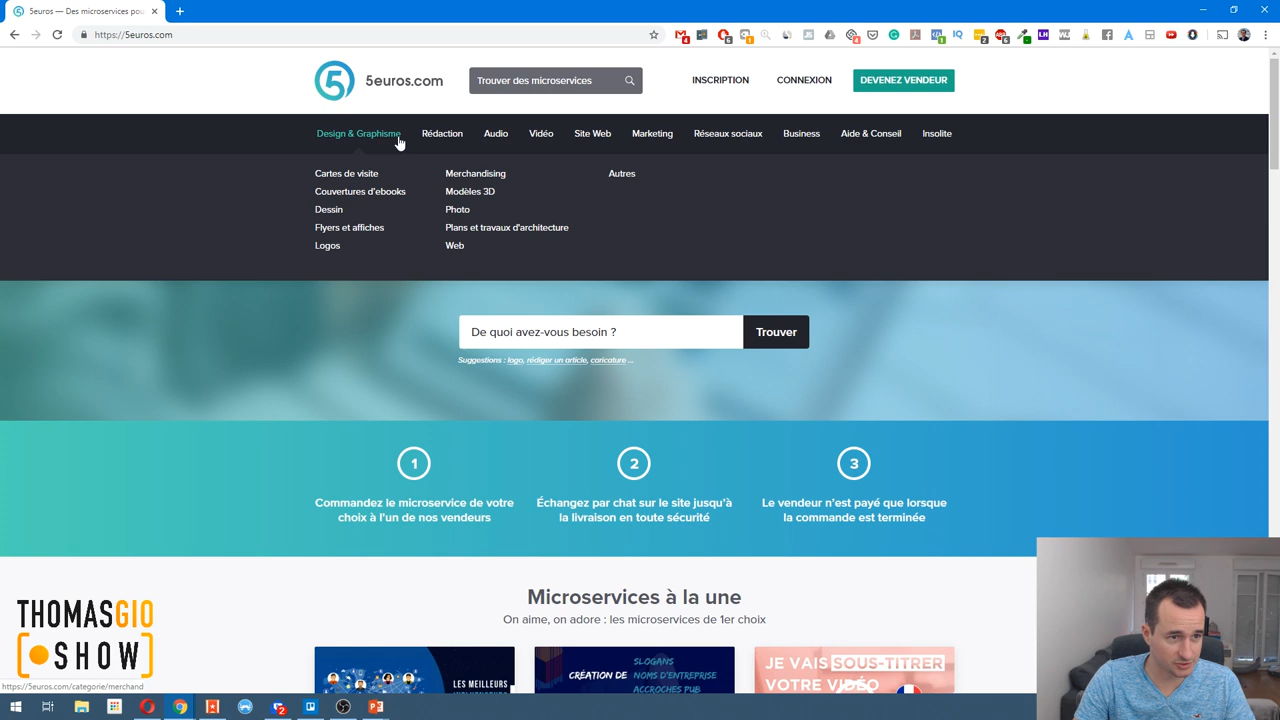 5euros — Des microservices pou
https://5euros.com
5
5euros.com
Trouver des microservices
INSCRIPTION
CONNEXION
DEVENEZ VENDEUR
Design & Graphisme
Rédaction
Audio
Vidéo
Site Web
Marketing
Réseaux sociaux
Business
Aide & Conseil
Insolite
Cartes de visite
Couvertures d'ebooks
Dessin
Flyers et affiches
Logos
Merchandising
Modèles 3D
Photo
Plans et travaux d'architecture
Web
Autres
De quoi avez-vous besoin ?
Trouver
Suggestions : logo, rédiger un article, caricature ...
1
2
3
Commandez le microservice de votre
choix à l'un de nos vendeurs
Échangez par chat sur le site jusqu'à
la livraison en toute sécurité
Le vendeur n'est payé que lorsque
la commande est terminée
Microservices à la une
On aime, on adore : les microservices de 1er choix
LES MEILLEURS
CRÉATION DE
SLOGANS
NOMS D'ENTREPRISE
ACCROCHES PUB
JE VAIS SOUS-TITRER
VOTRE VIDÉO
THOMASGIO
SHOW
https://5euros.com/categorie/merchand